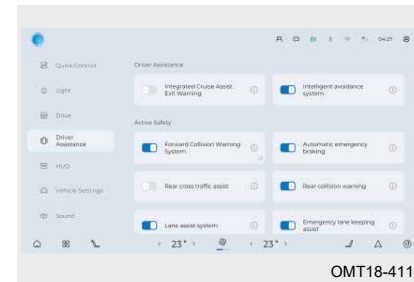 04:27
Quick Control
Driver Assistance
Integrated Cruise Assist Exit Warning
Intelligent avoidance system
Light
Drive
Active Safety
Driver Assistance
Forward Collision Warning System
Automatic emergency braking
HUD
Rear cross traffic assist
Rear collision warning
Vehicle Settings
Sound
Lane assist system
Emergency lane keeping assist
23°
23°
OMT18-411